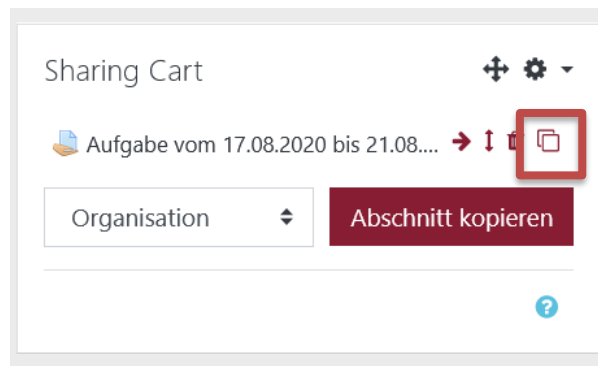 Sharing Cart
Aufgabe vom 17.08.2020 bis 21.08....
Organisation
Abschnitt kopieren
?